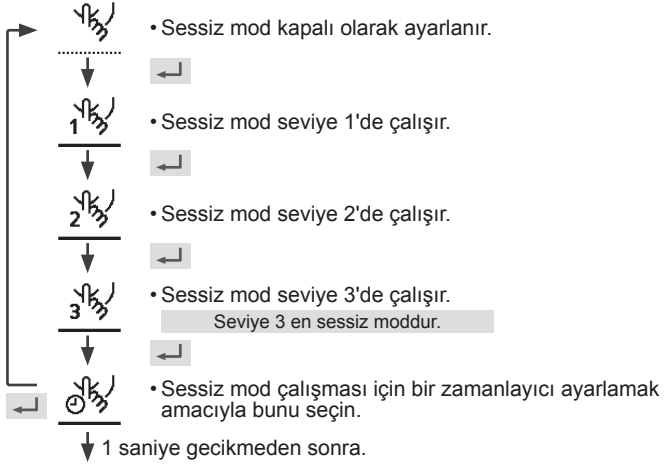 • Sessiz mod kapalı olarak ayarlanır.
1
• Sessiz mod seviye 1'de çalışır.
2
• Sessiz mod seviye 2'de çalışır.
3
• Sessiz mod seviye 3'de çalışır.
Seviye 3 en sessiz moddur.
• Sessiz mod çalışması için bir zamanlayıcı ayarlamak
amacıyla bunu seçin.
1 saniye gecikmeden sonra.